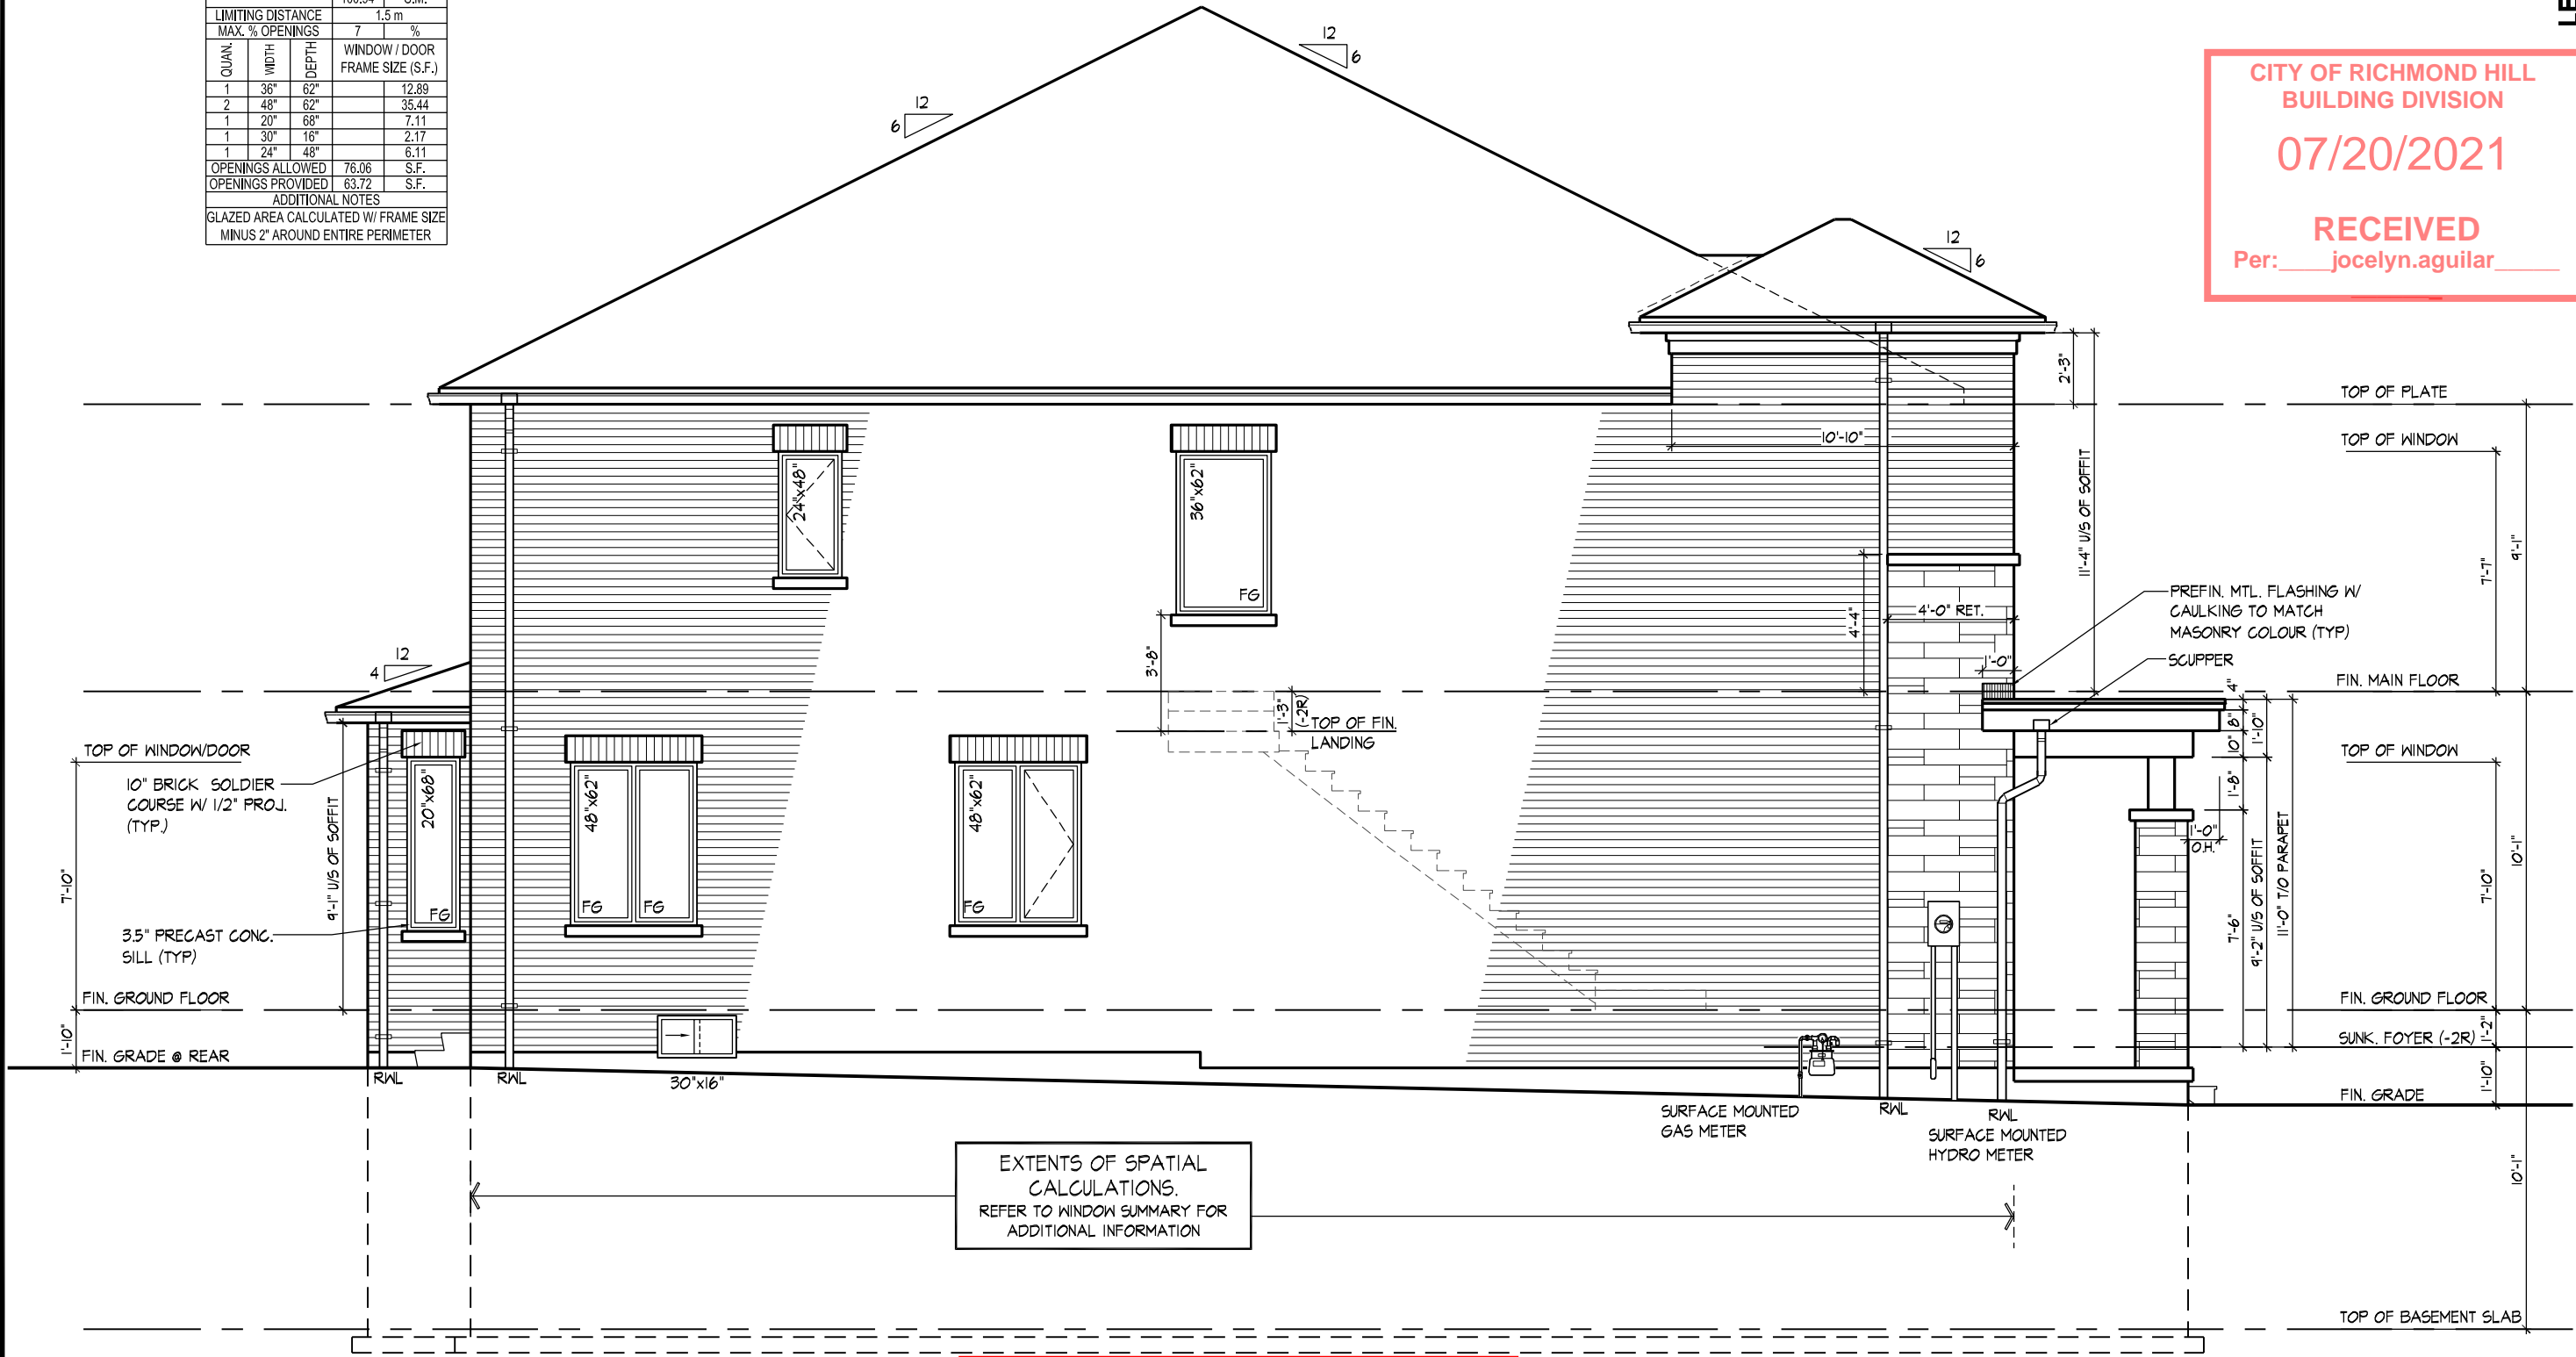 LIMITING DISTANCE 1.5 m
MAX. % OPENINGS 7 %
QUAN. WIDTH DEPTH WINDOW / DOOR
FRAME SIZE (S.F.)
1 36" 62" 12.89
2 48" 62" 35.44
1 20" 68" 7.11
1 30" 16" 2.17
1 24" 48" 6.11
OPENINGS ALLOWED 76.06 S.F.
OPENINGS PROVIDED 63.72 S.F.
ADDITIONAL NOTES
GLAZED AREA CALCULATED W/ FRAME SIZE
MINUS 2" AROUND ENTIRE PERIMETER
CITY OF RICHMOND HILL
BUILDING DIVISION
07/20/2021
RECEIVED
Per:____jocelyn.aguilar_____
12
6
12
6
12
6
12
4
2'-3"
TOP OF PLATE
TOP OF WINDOW
10'-10"
11'-4" U/S OF SOFFIT
7'-7"
9'-1"
24"x48"
36"x62"
FG
3'-8"
4'-4"
4'-0" RET.
1'-0"
PREFIN. MTL. FLASHING W/
CAULKING TO MATCH
MASONRY COLOUR (TYP)
SCUPPER
FIN. MAIN FLOOR
1'-3"
(-2R)
TOP OF FIN.
LANDING
4"
8"
10"
1'-10"
1'-8"
1'-0"
O.H.
7'-6"
9'-2" U/S OF SOFFIT
11'-0" T/O PARAPET
TOP OF WINDOW
7'-10"
10'-1"
TOP OF WINDOW/DOOR
10" BRICK SOLDIER
COURSE W/ 1/2" PROJ.
(TYP.)
7'-10"
9'-1" U/S OF SOFFIT
20"x68"
FG
48"x62"
FG FG
48"x62"
FG
3.5" PRECAST CONC.
SILL (TYP)
FIN. GROUND FLOOR
1'-10"
FIN. GRADE @ REAR
RWL
RWL
30"x16"
FIN. GROUND FLOOR
1'-2"
SUNK. FOYER (-2R)
1'-10"
FIN. GRADE
SURFACE MOUNTED
GAS METER
RWL
RWL
SURFACE MOUNTED
HYDRO METER
10'-1"
EXTENTS OF SPATIAL
CALCULATIONS.
REFER TO WINDOW SUMMARY FOR
ADDITIONAL INFORMATION
TOP OF BASEMENT SLAB